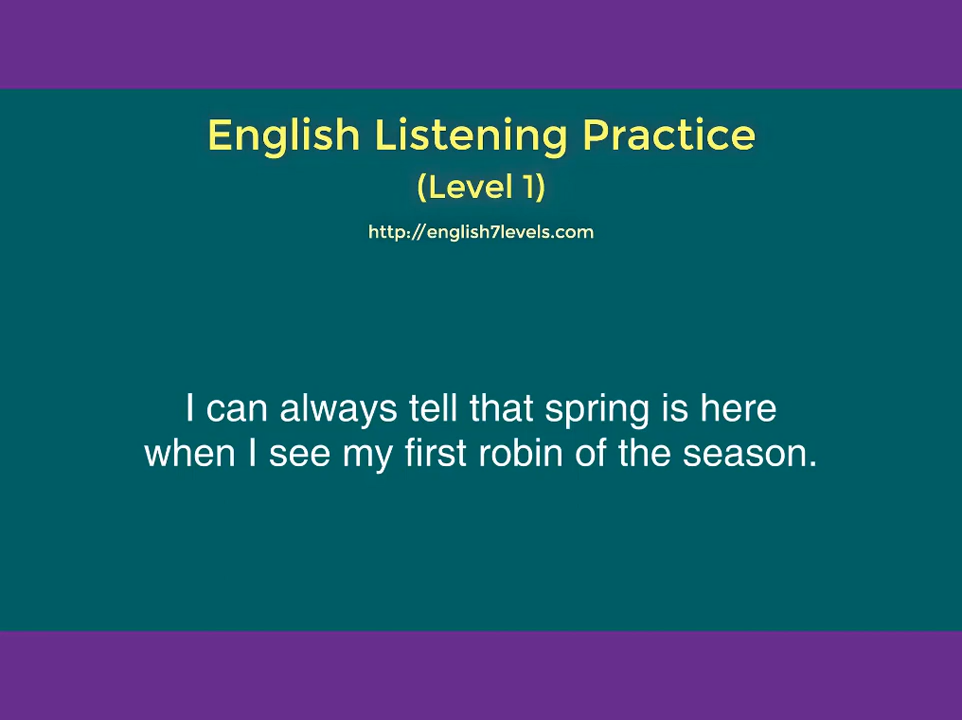 English Listening Practice
(Level 1)
http://english7levels.com
I can always tell that spring is here
when I see my first robin of the season.